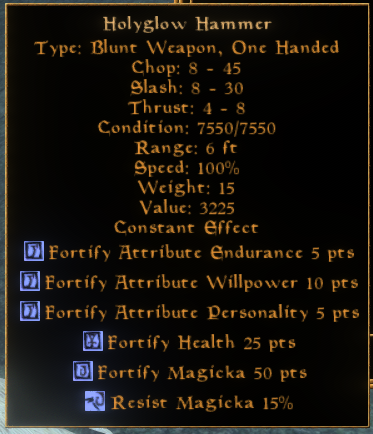 Holyglow Hammer
Type: Blunt Weapon, One Handed
Chop: 8 - 45
Slash: 8 - 30
Thrust: 4 - 8
Condition: 7550/7550
Range: 6 ft
Speed: 100%
Weight: 15
Value: 3225
Constant Effect
Fortify Attribute Endurance 5 pts
Fortify Attribute Willpower 10 pts
Fortify Attribute Personality 5 pts
Fortify Health 25 pts
Fortify Magicka 50 pts
Resist Magicka 15%